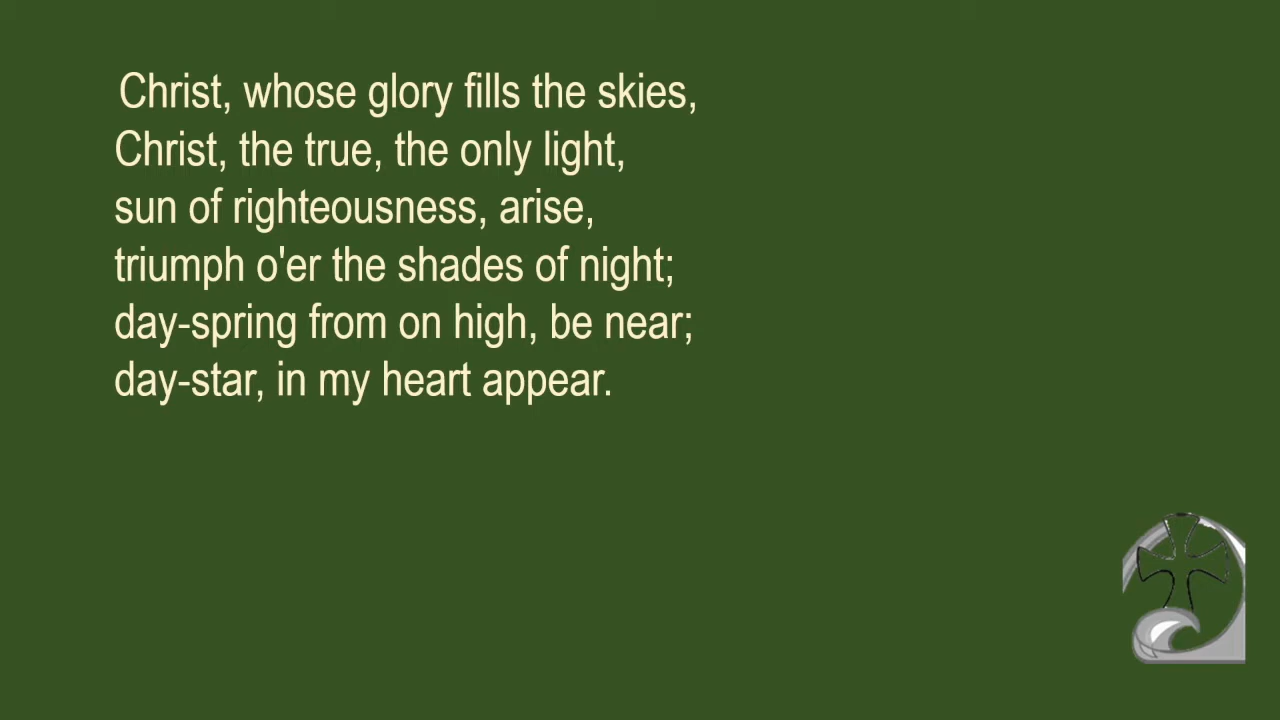 Christ, whose glory fills the skies,
Christ, the true, the only light,
sun of righteousness, arise,
triumph o'er the shades of night;
day-spring from on high, be near;
day-star, in my heart appear.